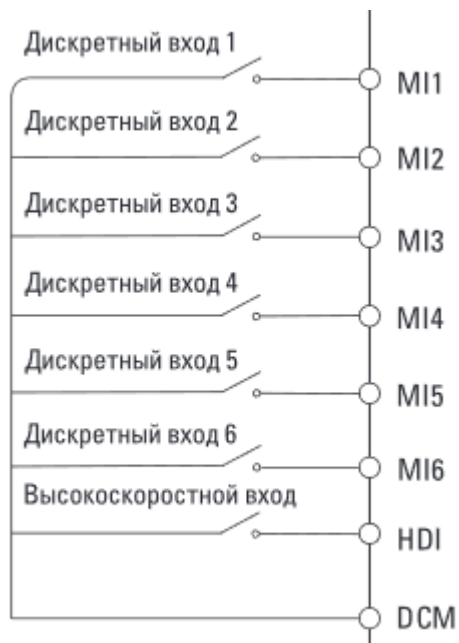 Дискретный вход 1
MI1
Дискретный вход 2
MI2
Дискретный вход 3
MI3
Дискретный вход 4
MI4
Дискретный вход 5
MI5
Дискретный вход 6
MI6
Высокоскоростной вход
HDI
DCM